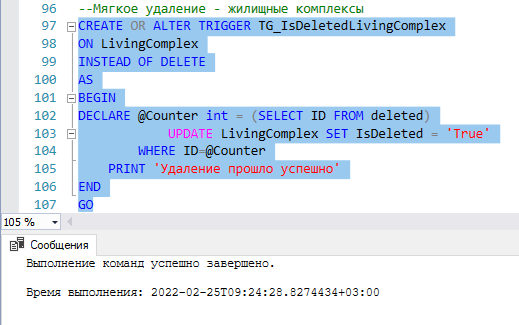 96 --Мягкое удаление - жилищные комплексы
97 CREATE OR ALTER TRIGGER TG_IsDeletedLivingComplex
98 ON LivingComplex
99 INSTEAD OF DELETE
100 AS
101 BEGIN
102 DECLARE @Counter int = (SELECT ID FROM deleted)
103 UPDATE LivingComplex SET IsDeleted = 'True'
104 WHERE ID=@Counter
105 PRINT 'Удаление прошло успешно'
106 END
107 GO
105 %
Сообщения
Выполнение команд успешно завершено.
Время выполнения: 2022-02-25T09:24:28.8274434+03:00